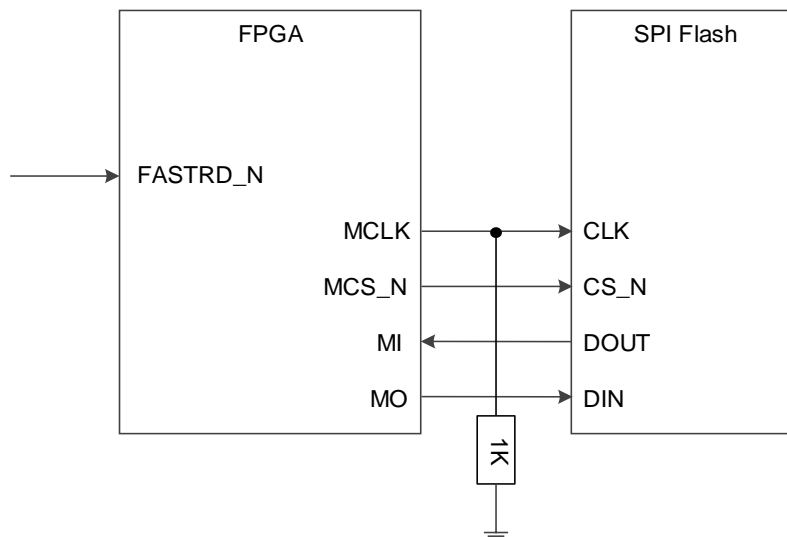 FPGA
SPI Flash
FASTRD_N
MCLK
CLK
MCS_N
CS_N
MI
DOUT
MO
DIN
1K